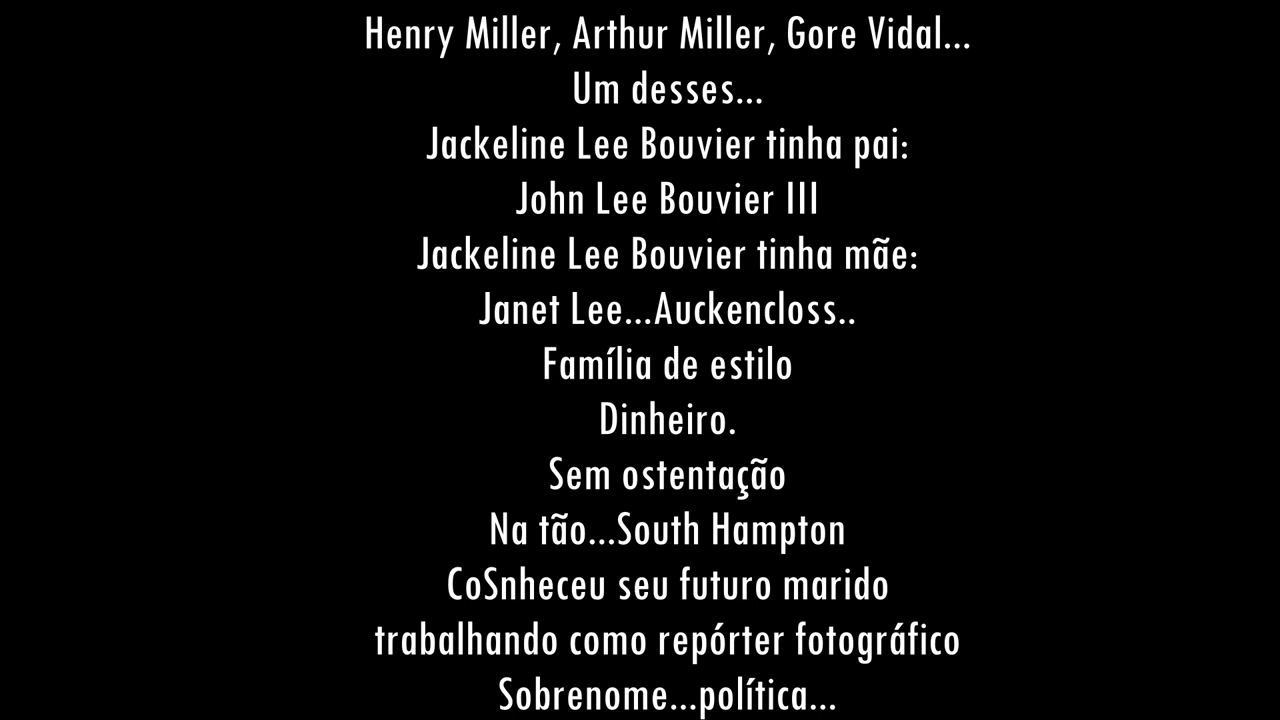 Henry Miller, Arthur Miller, Gore Vidal...
Um desses...
Jackeline Lee Bouvier tinha pai:
John Lee Bouvier III
Jackeline Lee Bouvier tinha mãe:
Janet Lee...Auckencloss..
Família de estilo
Dinheiro.
Sem ostentação
Na tão...South Hampton
CoSnheceu seu futuro marido
trabalhando como repórter fotográfico
Sobrenome...política...